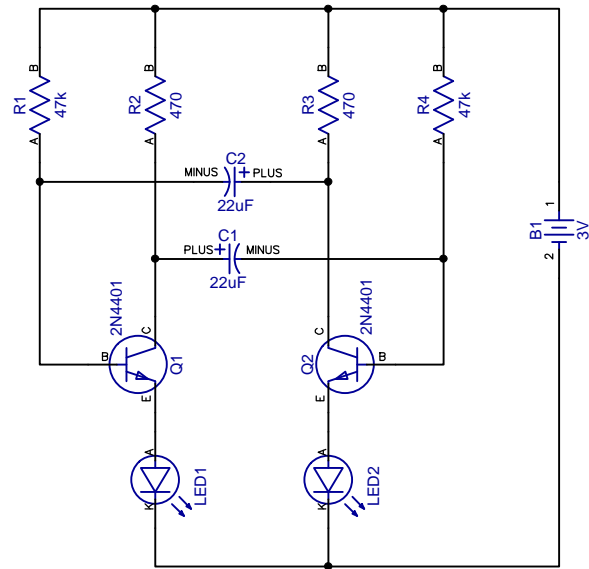 B
B
B
B
R1
47k
R2
470
R3
470
R4
47k
A
A
A
A
C2
MINUS
+
PLUS
22uF
1
B1
3V
2
PLUS
+
C1
MINUS
22uF
2N4401
2N4401
C
C
B
Q1
Q2
B
E
E
A
A
LED1
LED2
K
K